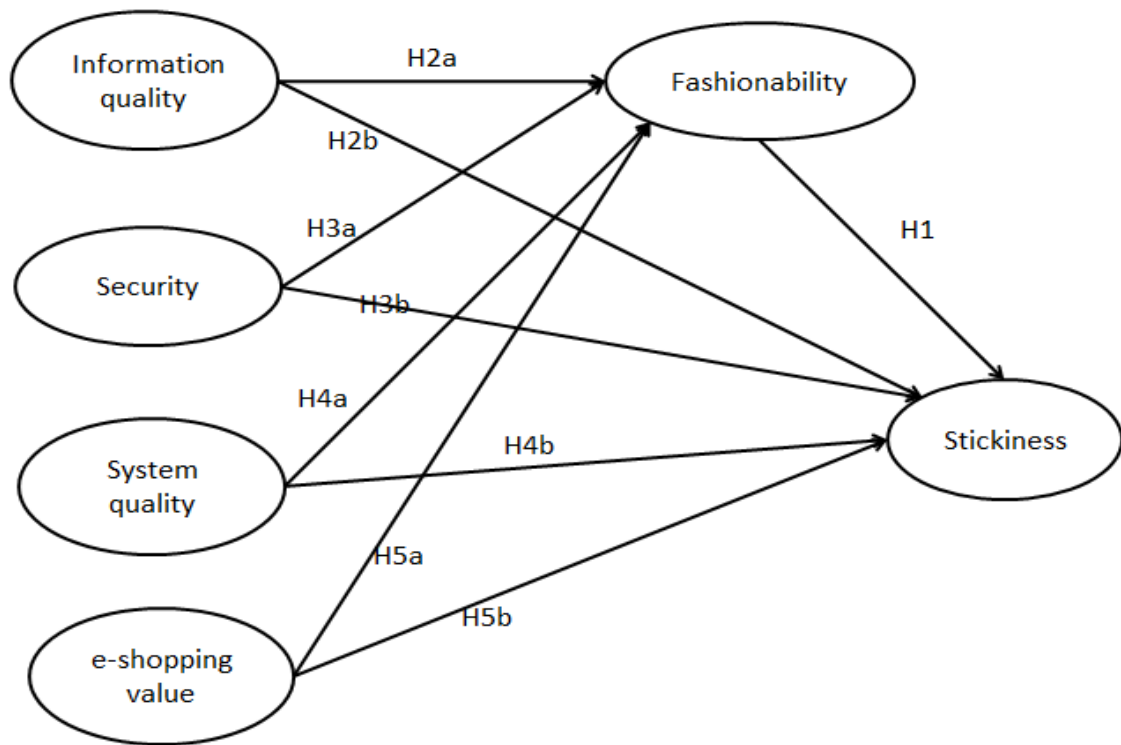 Information
quality
H2a
Fashionability
H2b
H3a
H1
Security
H3b
H4a
H4b
Stickiness
System
quality
H5a
H5b
e-shopping
value